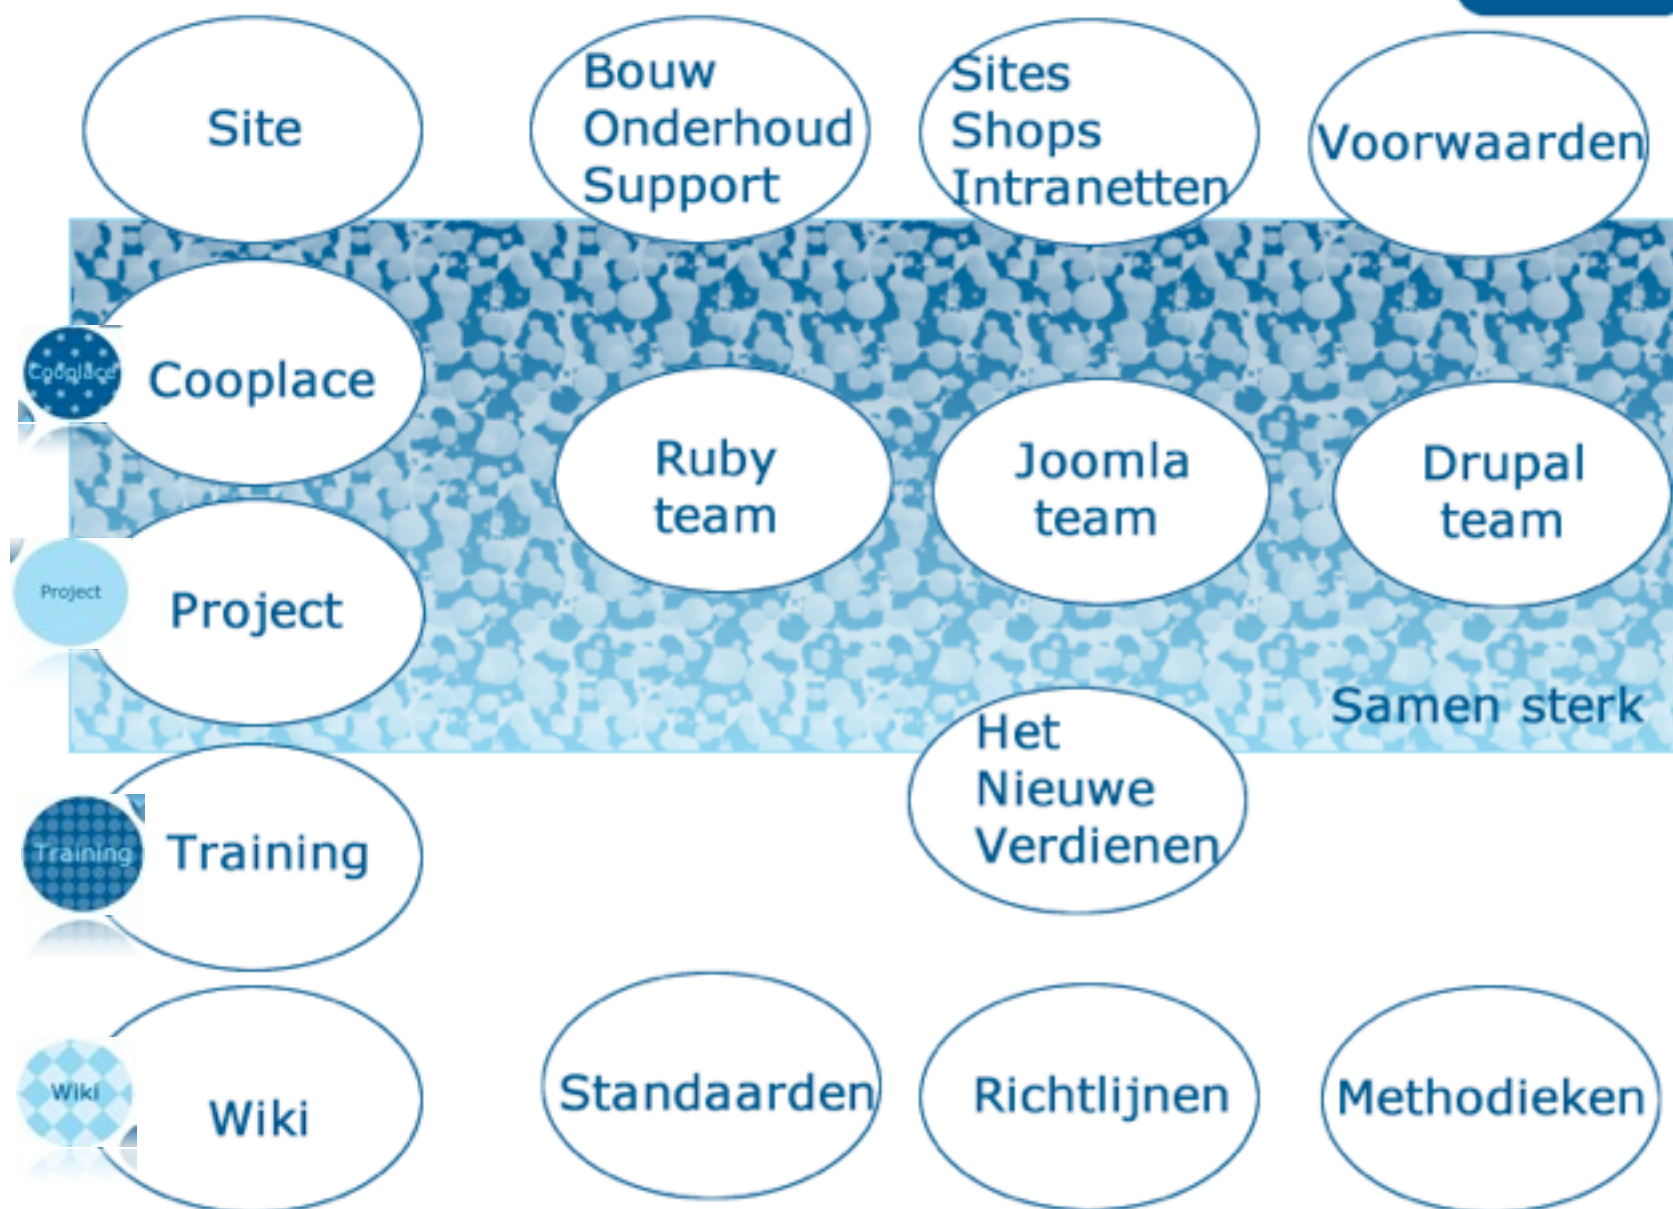 Site
Bouw
Onderhoud
Support
Sites
Shops
Intranetten
Voorwaarden
Cooplace
Cooplace
Ruby
team
Joomla
team
Drupal
team
Project
Project
Samen sterk
Het
Nieuwe
Verdienen
Training
Training
Wiki
Wiki
Standaarden
Richtlijnen
Methodieken